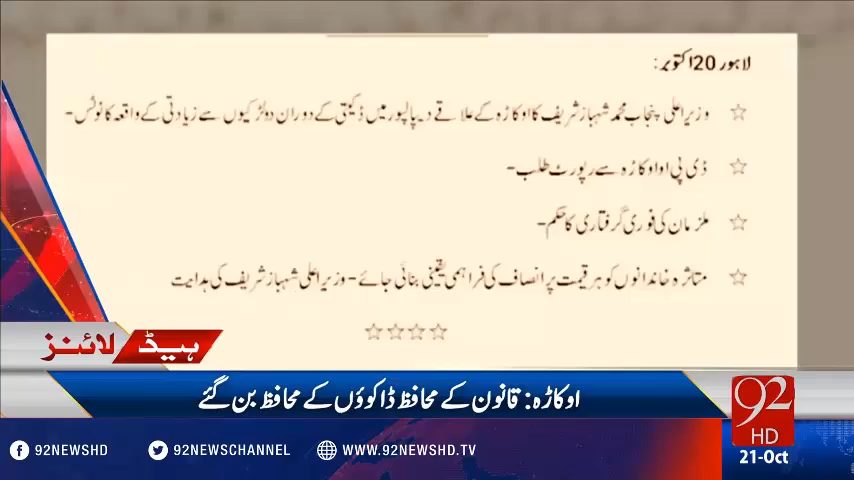 لاہور 20 اکتوبر:
☆ وزیراعلیٰ پنجاب محمد شہباز شریف کا اوکاڑہ کے علاقے دیپالپور میں ڈکیتی کے دوران دو لڑکیوں سے زیادتی کے واقعہ کا نوٹس-
☆ ڈی پی او اوکاڑہ سے رپورٹ طلب-
☆ ملزمان کی فوری گرفتاری کا حکم-
☆ متاثرہ خاندانوں کو ہر قیمت پر انصاف کی فراہمی یقینی بنائی جائے- وزیراعلیٰ شہباز شریف کی ہدایت
☆☆☆☆
ہیڈ لائنز
اوکاڑہ: قانون کے محافظ ڈاکوؤں کے محافظ بن گئے
92 HD
21-Oct
92NEWSHD 92NEWSCHANNEL WWW.92NEWSHD.TV